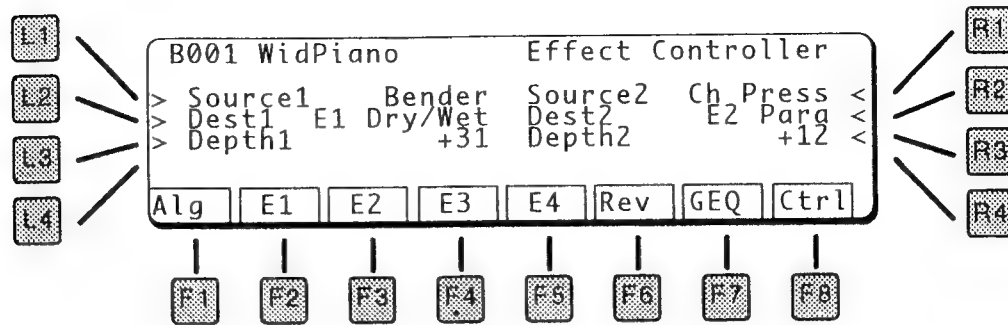 L1
L2
L3
L4
B001 WidPiano Effect Controller
> Source1 Bender Source2 Ch Press <
> Dest1 E1 Dry/Wet Dest2 E2 Para <
> Depth1 +31 Depth2 +12 <
Alg E1 E2 E3 E4 Rev GEQ Ctrl
R1
R2
R3
R4
F1 F2 F3 F4 F5 F6 F7 F8